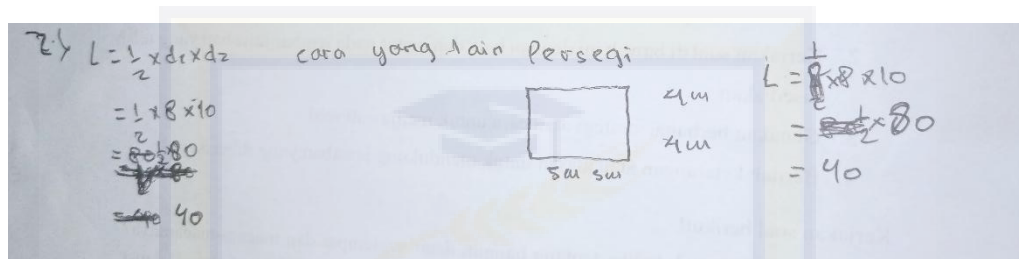 2.) L = 1/2 x d1 x d2
= 1/2 x 8 x 10
= 1/2 x 80
= 40
cara yang lain Persegi
4 cm
4 cm
5 cm 5 cm
L = 1/2 x 8 x 10
= 1/2 x 80
= 40